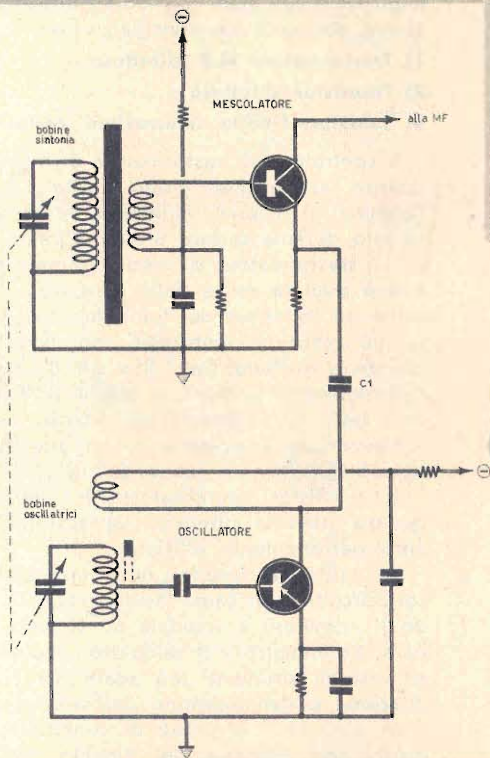 MESCOLATORE
alla MF
bobine
sintonia
C1
bobine
oscillatrici
OSCILLATORE